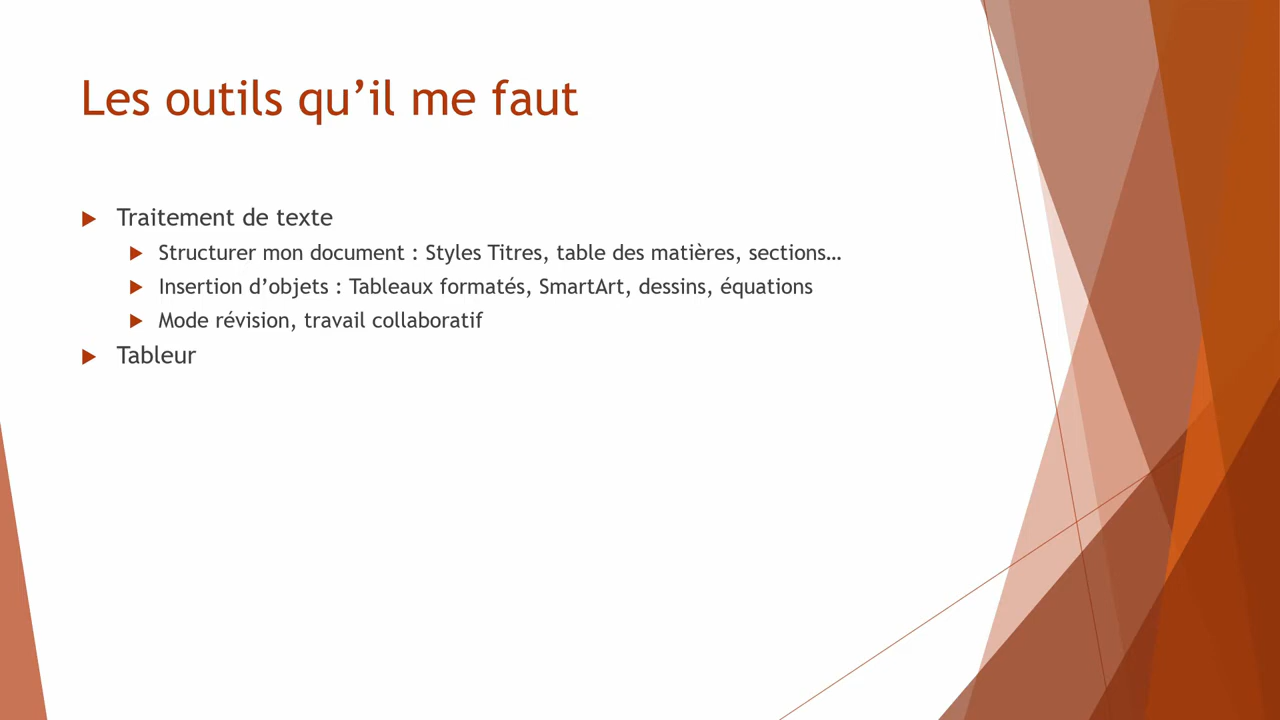 Les outils qu’il me faut
Traitement de texte
Structurer mon document : Styles Titres, table des matières, sections…
Insertion d’objets : Tableaux formatés, SmartArt, dessins, équations
Mode révision, travail collaboratif
Tableur